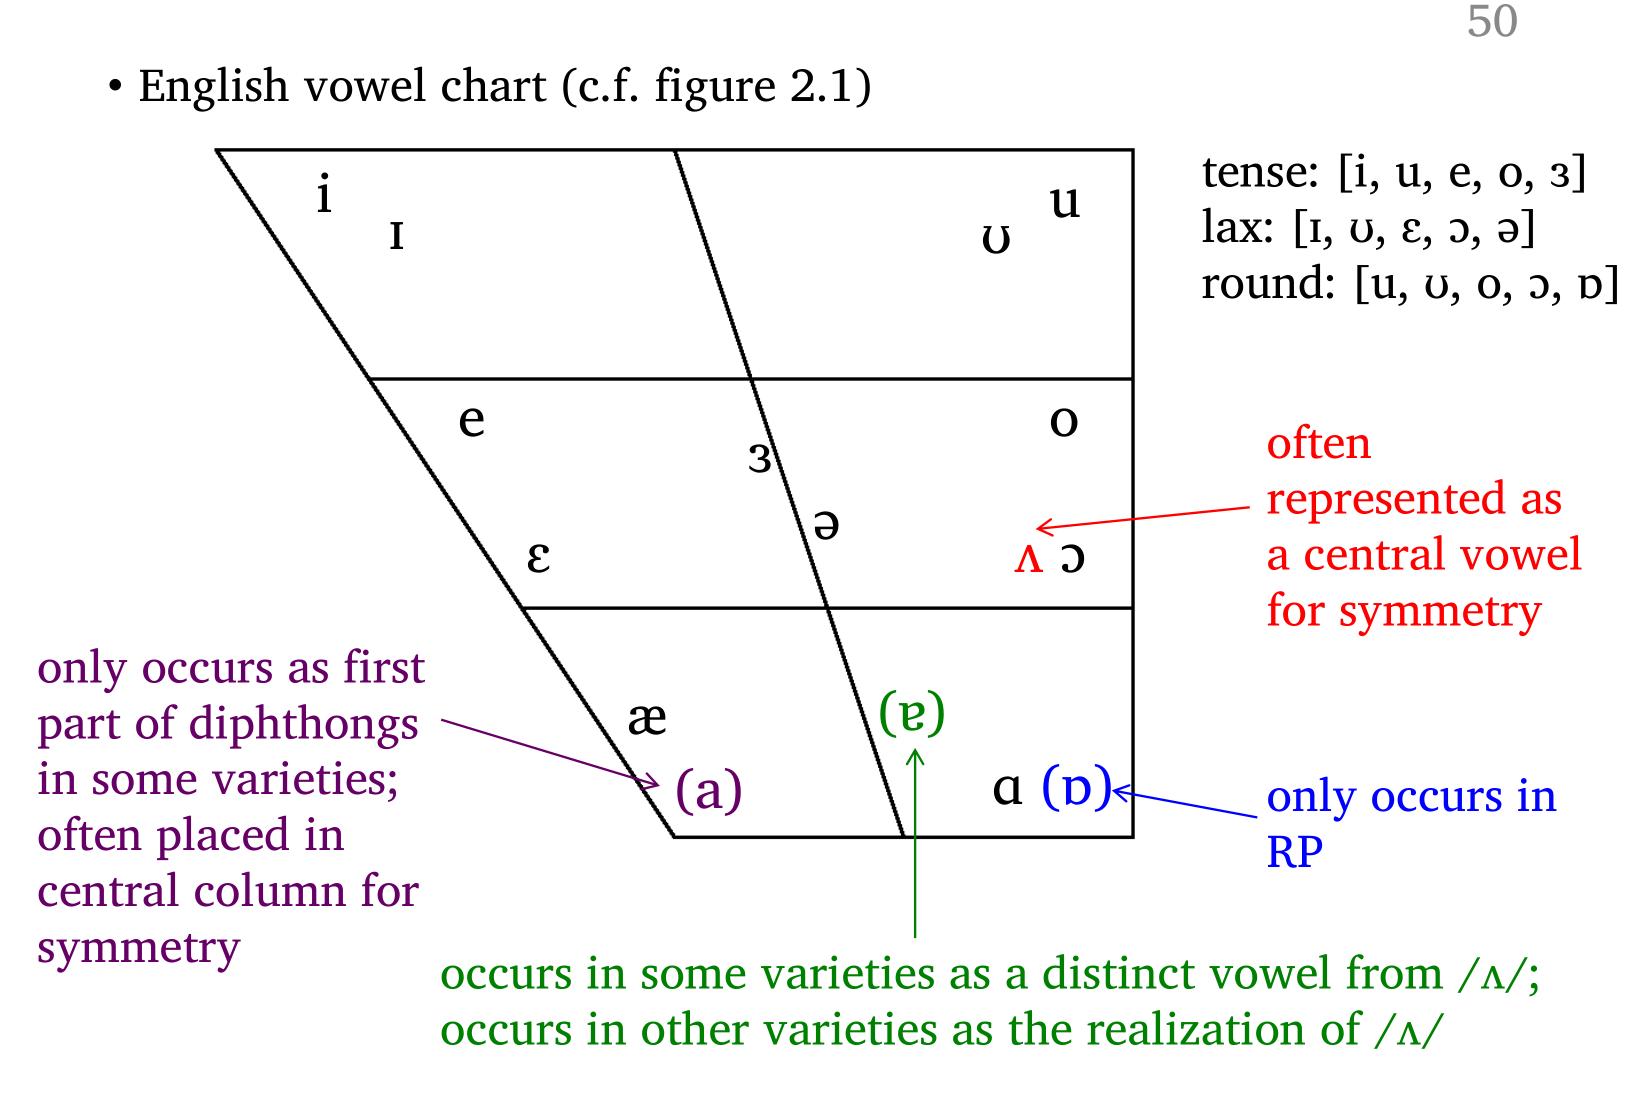 50
• English vowel chart (c.f. figure 2.1)
tense: [i, u, e, o, ɜ]
lax: [ɪ, ʊ, ɛ, ɔ, ə]
round: [u, ʊ, o, ɔ, ɒ]
i
ɪ
u
ʊ
e
o
ɜ
ə
ɛ
ʌ ɔ
often
represented as
a central vowel
for symmetry
only occurs as first
part of diphthongs
in some varieties;
often placed in
central column for
symmetry
æ
(a)
(ɐ)
ɑ (ɒ)
only occurs in
RP
occurs in some varieties as a distinct vowel from /ʌ/;
occurs in other varieties as the realization of /ʌ/